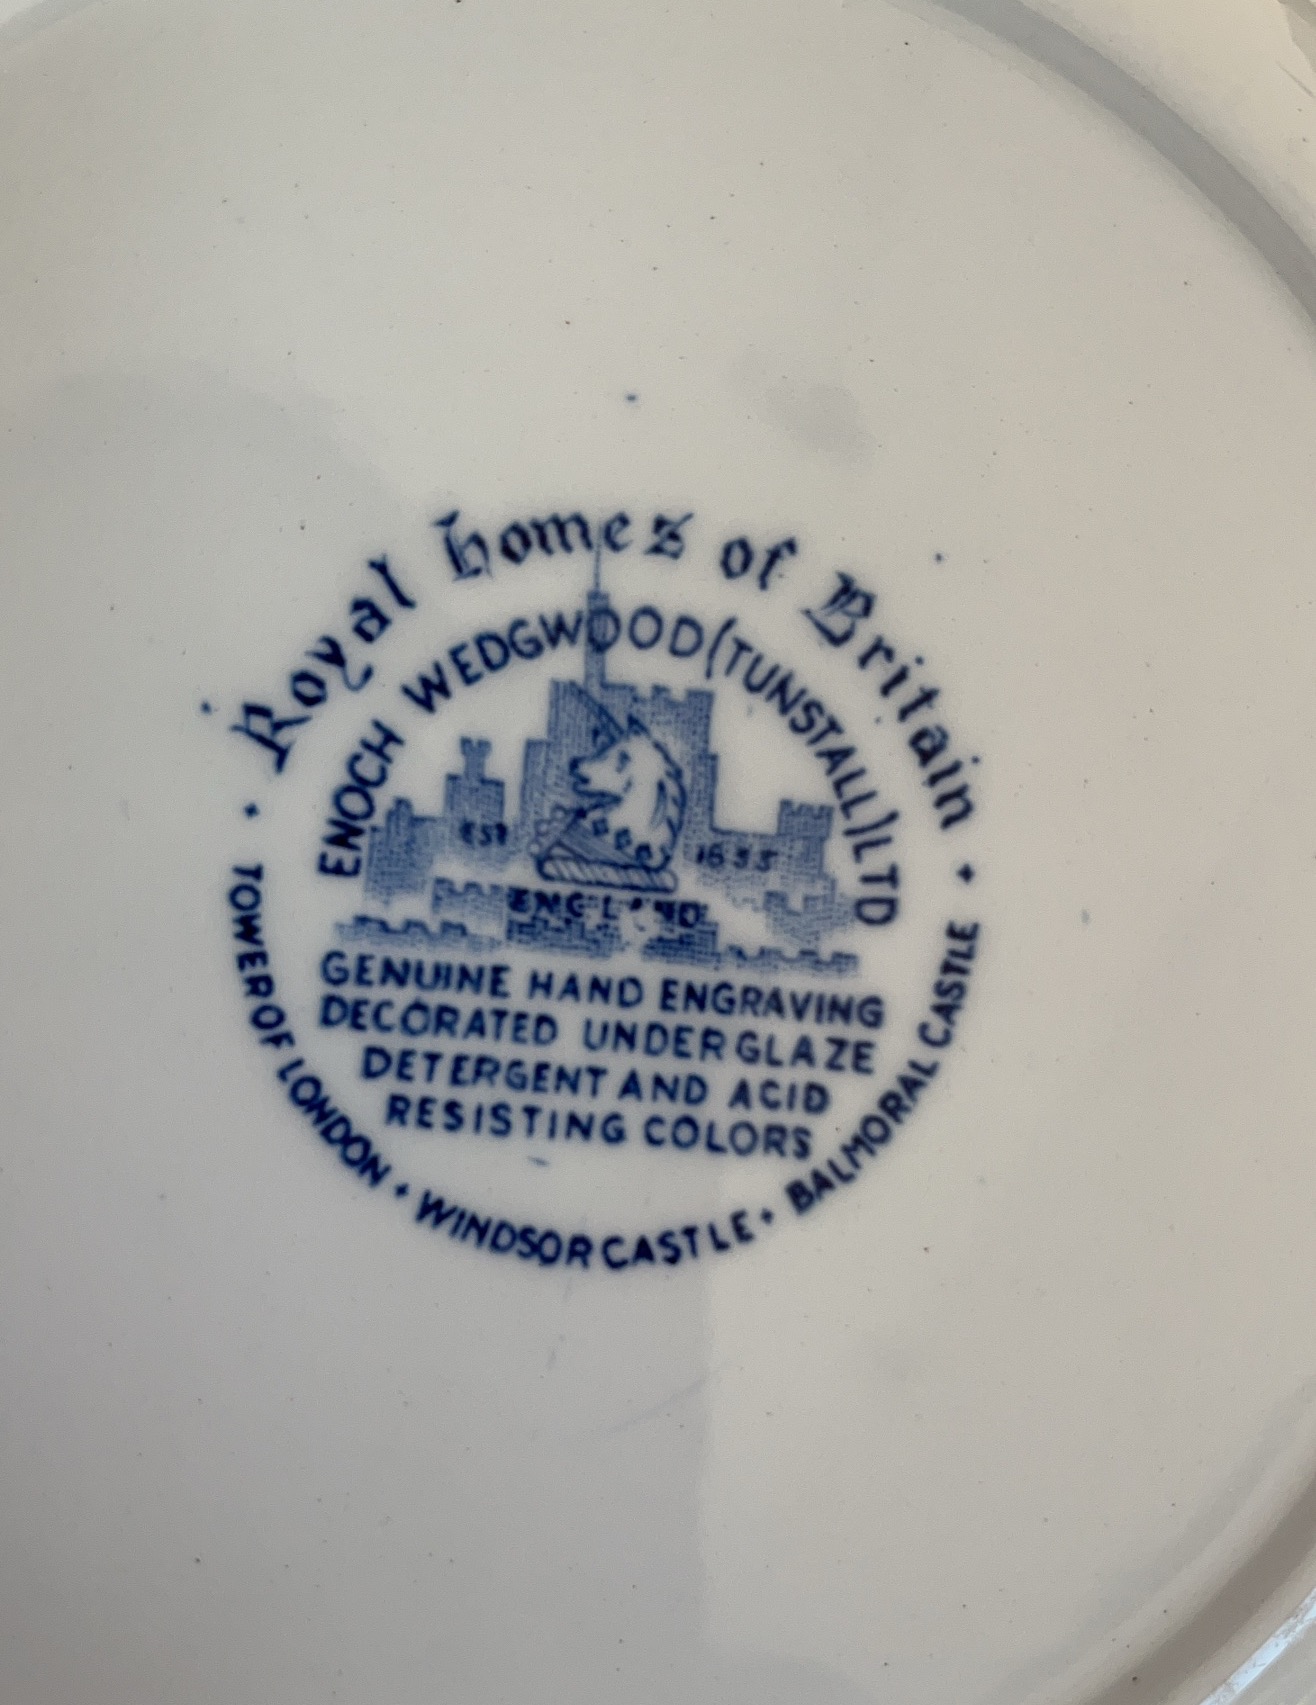 Royal homes of Britain
ENOCH WEDGWOOD (TUNSTALL) LTD
EST 1835
ENGLAND
GENUINE HAND ENGRAVING
DECORATED UNDERGLAZE
DETERGENT AND ACID
RESISTING COLORS
TOWER OF LONDON + WINDSOR CASTLE + BALMORAL CASTLE +